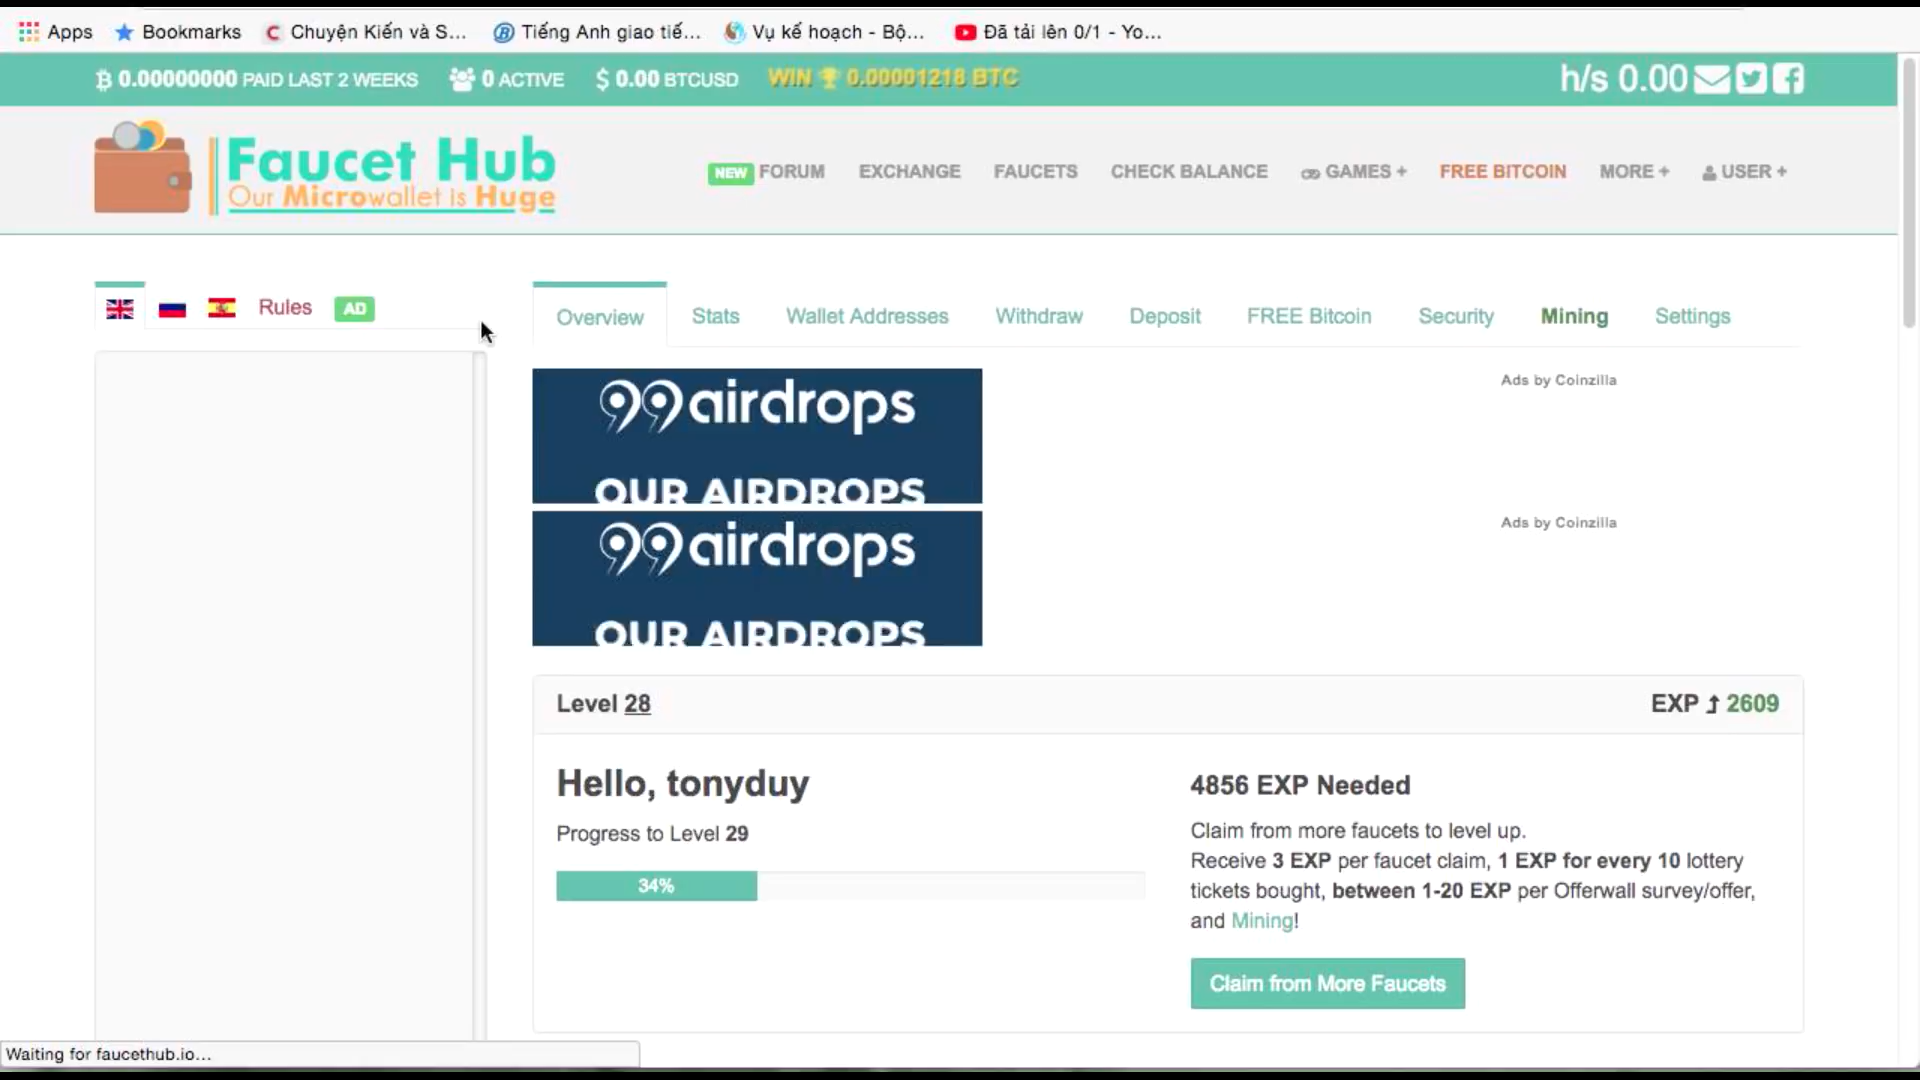 Apps Bookmarks Chuyện Kiến và S... Tiếng Anh giao tiế... Vụ kế hoạch - Bộ... Đã tải lên 0/1 - Yo...
0.00000000 PAID LAST 2 WEEKS 0 ACTIVE $ 0.00 BTCUSD WIN 0.00001218 BTC h/s 0.00
Faucet Hub
Our Microwallet is Huge
NEW FORUM EXCHANGE FAUCETS CHECK BALANCE GAMES + FREE BITCOIN MORE + USER +
Rules AD
Overview Stats Wallet Addresses Withdraw Deposit FREE Bitcoin Security Mining Settings
99airdrops
OUR AIRDROPS
Ads by Coinzilla
99airdrops
OUR AIRDROPS
Ads by Coinzilla
Level 28 EXP 2609
Hello, tonyduy
Progress to Level 29
34%
4856 EXP Needed
Claim from more faucets to level up.
Receive 3 EXP per faucet claim, 1 EXP for every 10 lottery
tickets bought, between 1-20 EXP per Offerwall survey/offer,
and Mining!
Claim from More Faucets
Waiting for faucethub.io...